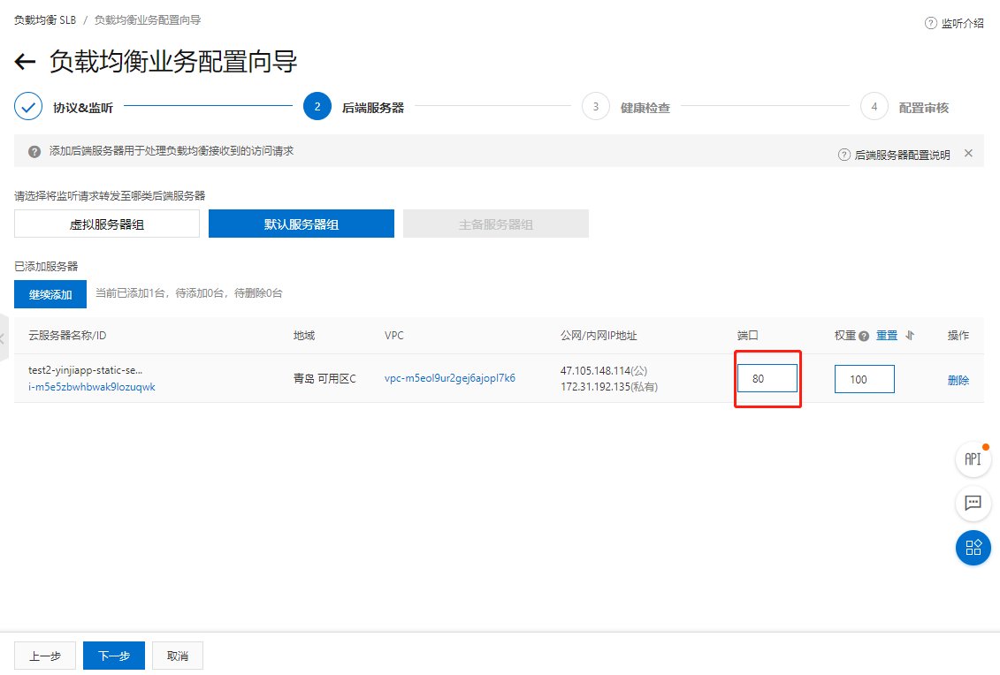 负载均衡 SLB / 负载均衡业务配置向导
? 监听介绍
← 负载均衡业务配置向导
协议&监听
2 后端服务器
3 健康检查
4 配置审核
? 添加后端服务器用于处理负载均衡接收到的访问请求
? 后端服务器配置说明 ×
请选择将监听请求转发至哪类后端服务器
虚拟服务器组 默认服务器组 主备服务器组
已添加服务器
继续添加 当前已添加1台，待添加0台，待删除0台
云服务器名称/ID 地域 VPC 公网/内网IP地址 端口 权重 ? 重置 操作
test2-yinjiapp-static-se...
i-m5e5zbwhbwak9lozuqwk
青岛 可用区C
vpc-m5eol9ur2gej6ajopl7k6
47.105.148.114(公)
172.31.192.135(私有)
80
100
删除
API
上一步 下一步 取消